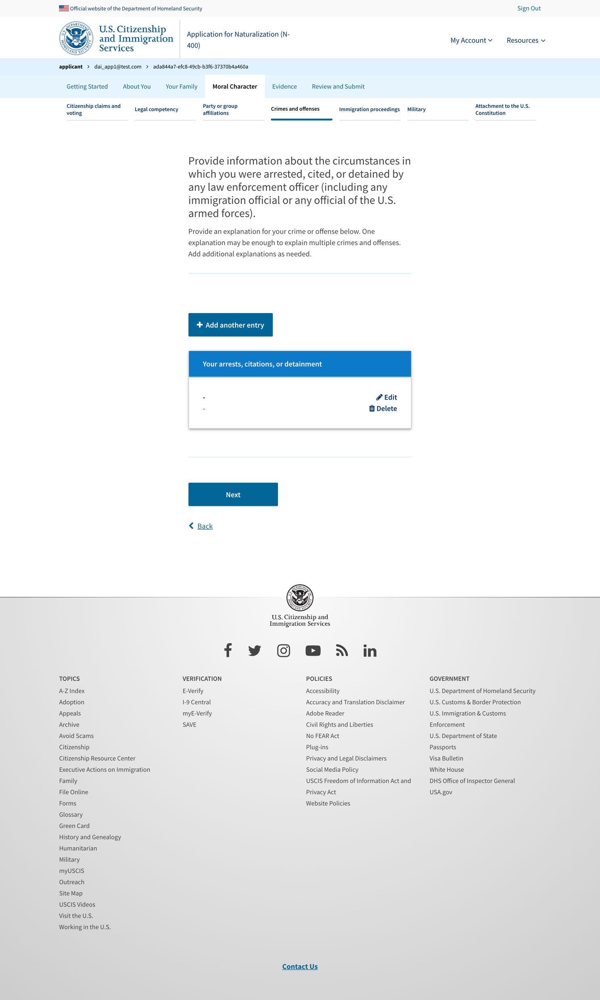 Official website of the Department of Homeland Security
Sign Out
U.S. Citizenship
and Immigration
Services
Application for Naturalization (N-
400)
My Account
Resources
applicant > dai_app1@test.com > ada844a7-efc8-49cb-b3f6-37370b4a460a
Getting Started
About You
Your Family
Moral Character
Evidence
Review and Submit
Citizenship claims and
voting
Legal competency
Party or group
affiliations
Crimes and offenses
Immigration proceedings
Military
Attachment to the U.S.
Constitution
Provide information about the circumstances in
which you were arrested, cited, or detained by
any law enforcement officer (including any
immigration official or any official of the U.S.
armed forces).
Provide an explanation for your crime or offense below. One
explanation may be enough to explain multiple crimes and offenses.
Add additional explanations as needed.
Add another entry
Your arrests, citations, or detainment
-
Edit
-
Delete
Next
Back
U.S. Citizenship and
Immigration Services
TOPICS
A-Z Index
Adoption
Appeals
Archive
Avoid Scams
Citizenship
Citizenship Resource Center
Executive Actions on Immigration
Family
File Online
Forms
Glossary
Green Card
History and Genealogy
Humanitarian
Military
myUSCIS
Outreach
Site Map
USCIS Videos
Visit the U.S.
Working in the U.S.
VERIFICATION
E-Verify
I-9 Central
myE-Verify
SAVE
POLICIES
Accessibility
Accuracy and Translation Disclaimer
Adobe Reader
Civil Rights and Liberties
No FEAR Act
Plug-ins
Privacy and Legal Disclaimers
Social Media Policy
USCIS Freedom of Information Act and
Privacy Act
Website Policies
GOVERNMENT
U.S. Department of Homeland Security
U.S. Customs & Border Protection
U.S. Immigration & Customs
Enforcement
U.S. Department of State
Passports
Visa Bulletin
White House
DHS Office of Inspector General
USA.gov
Contact Us